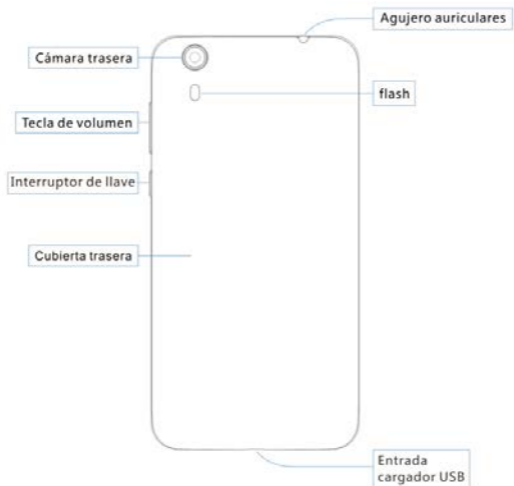 Agujero auriculares
Cámara trasera
flash
Tecla de volumen
Interruptor de llave
Cubierta trasera
Entrada
cargador USB